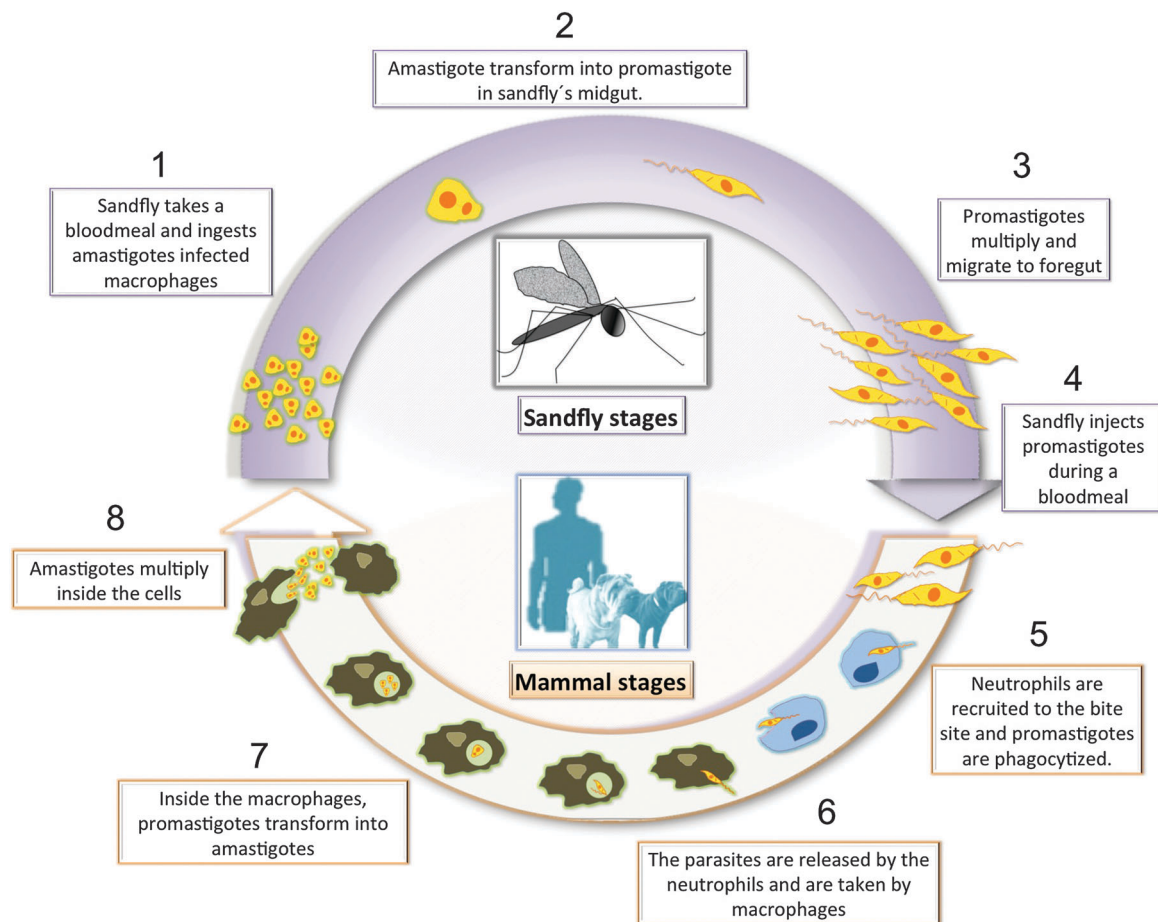 2
Amastigote transform into promastigote
in sandfly´s midgut.
1
Sandfly takes a
bloodmeal and ingests
amastigotes infected
macrophages
3
Promastigotes
multiply and
migrate to foregut
4
Sandfly injects
promastigotes
during a
bloodmeal
Sandfly stages
Mammal stages
8
Amastigotes multiply
inside the cells
5
Neutrophils are
recruited to the bite
site and promastigotes
are phagocytized.
7
Inside the macrophages,
promastigotes transform into
amastigotes
6
The parasites are released by the
neutrophils and are taken by
macrophages